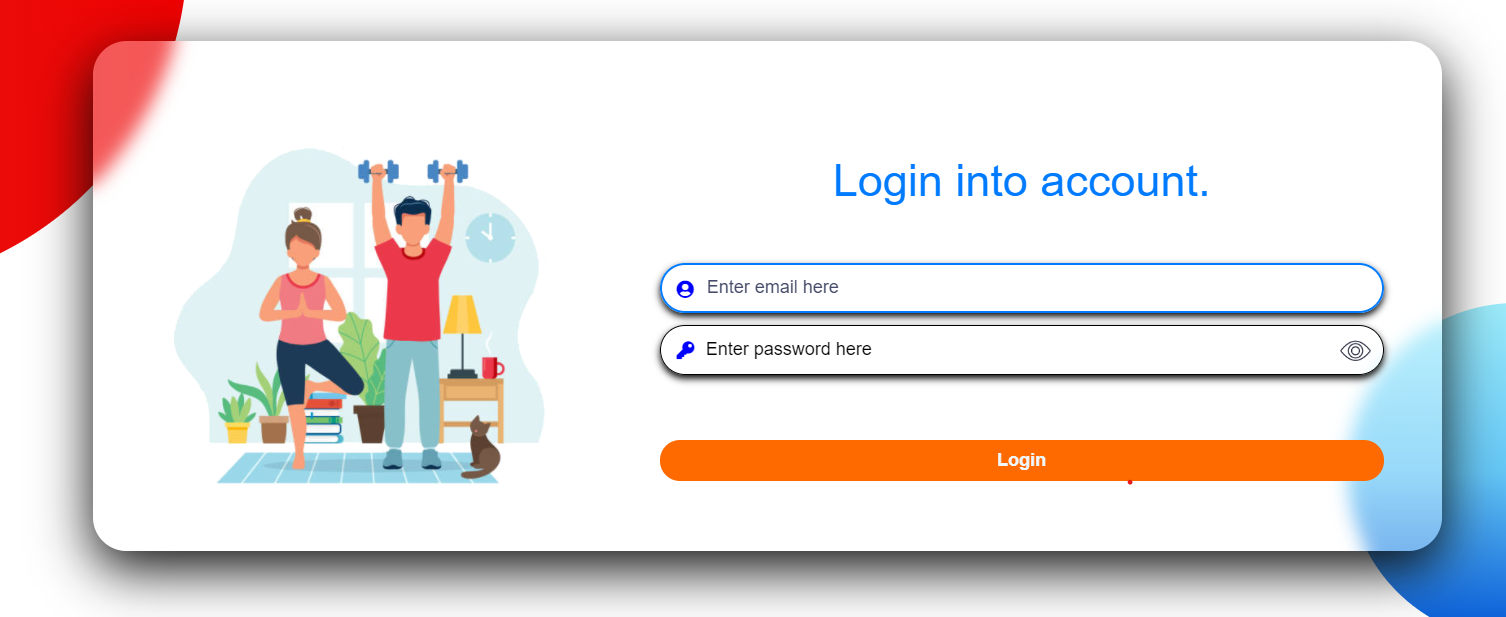 Login into account.
Enter email here
Enter password here
Login